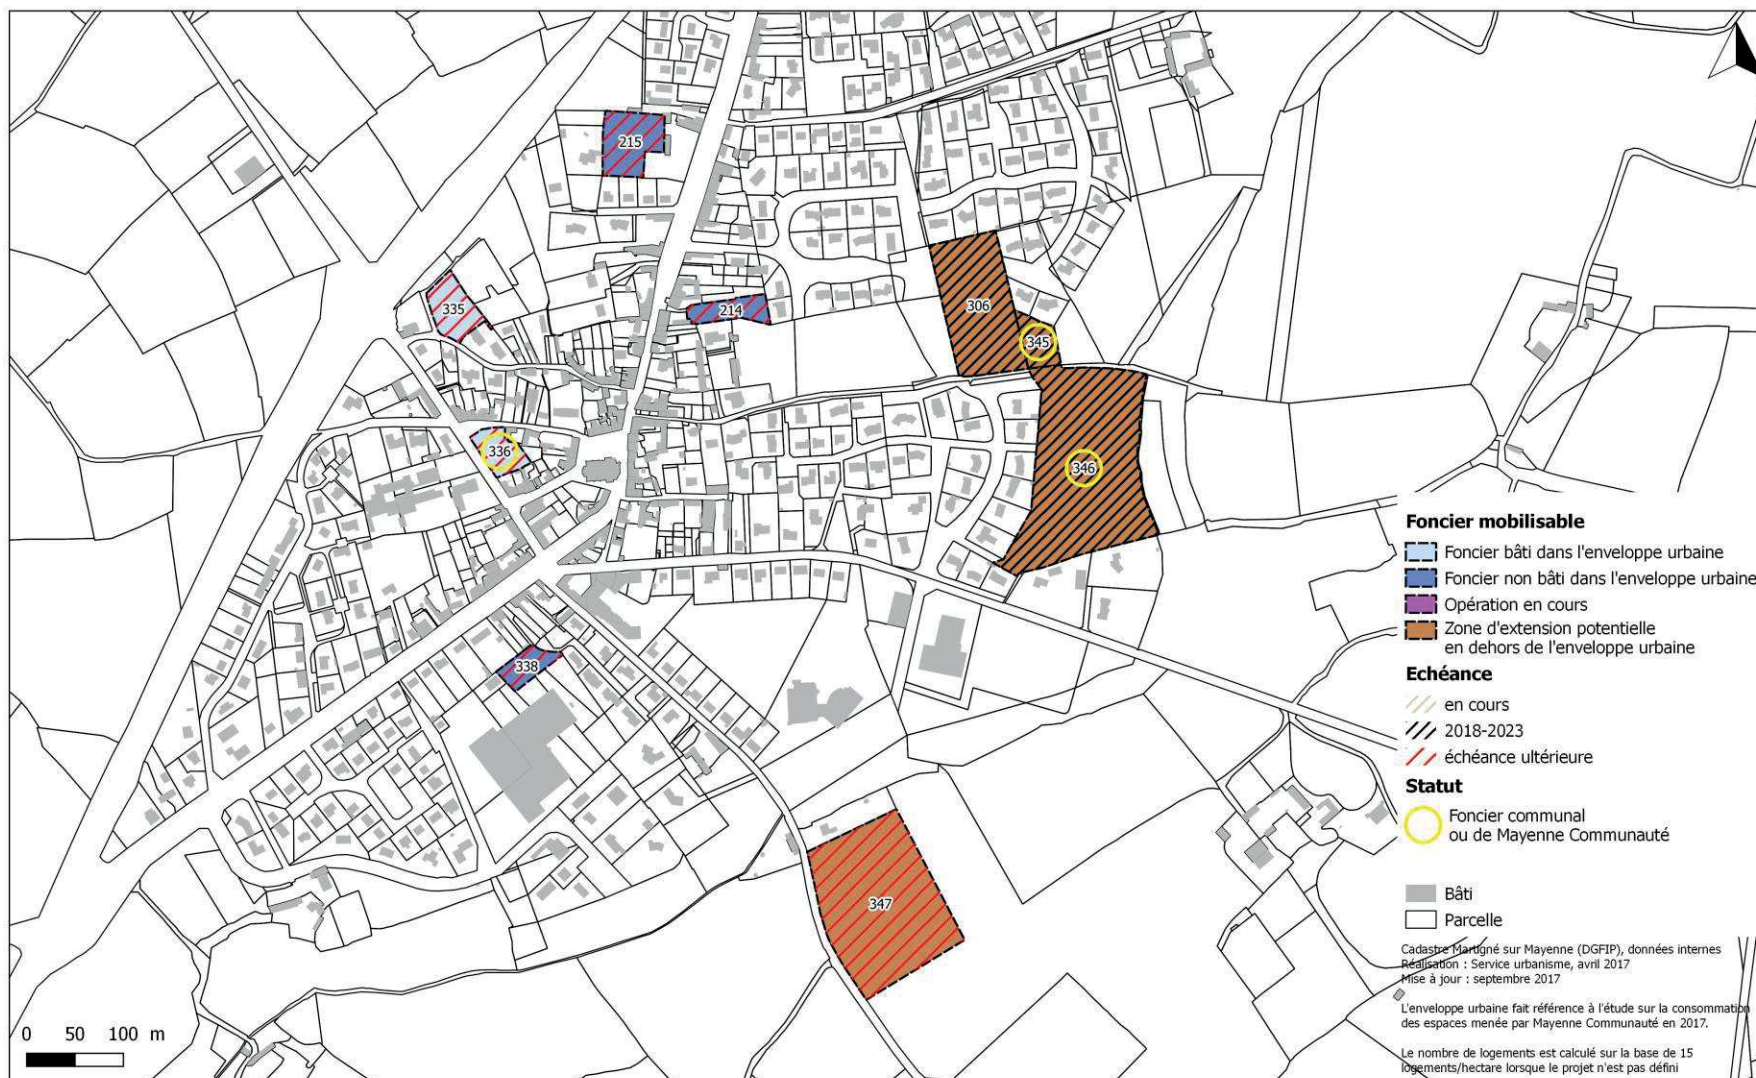 215
335
214
306
345
336
346
338
347
Foncier mobilisable
Foncier bâti dans l'enveloppe urbaine
Foncier non bâti dans l'enveloppe urbaine
Opération en cours
Zone d'extension potentielle
en dehors de l'enveloppe urbaine
Echéance
en cours
2018-2023
échéance ultérieure
Statut
Foncier communal
ou de Mayenne Communauté
Bâti
Parcelle
Cadastre Martigné sur Mayenne (DGFIP), données internes
Réalisation : Service urbanisme, avril 2017
Mise à jour : septembre 2017
L'enveloppe urbaine fait référence à l'étude sur la consommation
des espaces menée par Mayenne Communauté en 2017.
Le nombre de logements est calculé sur la base de 15
logements/hectare lorsque le projet n'est pas défini
0 50 100 m